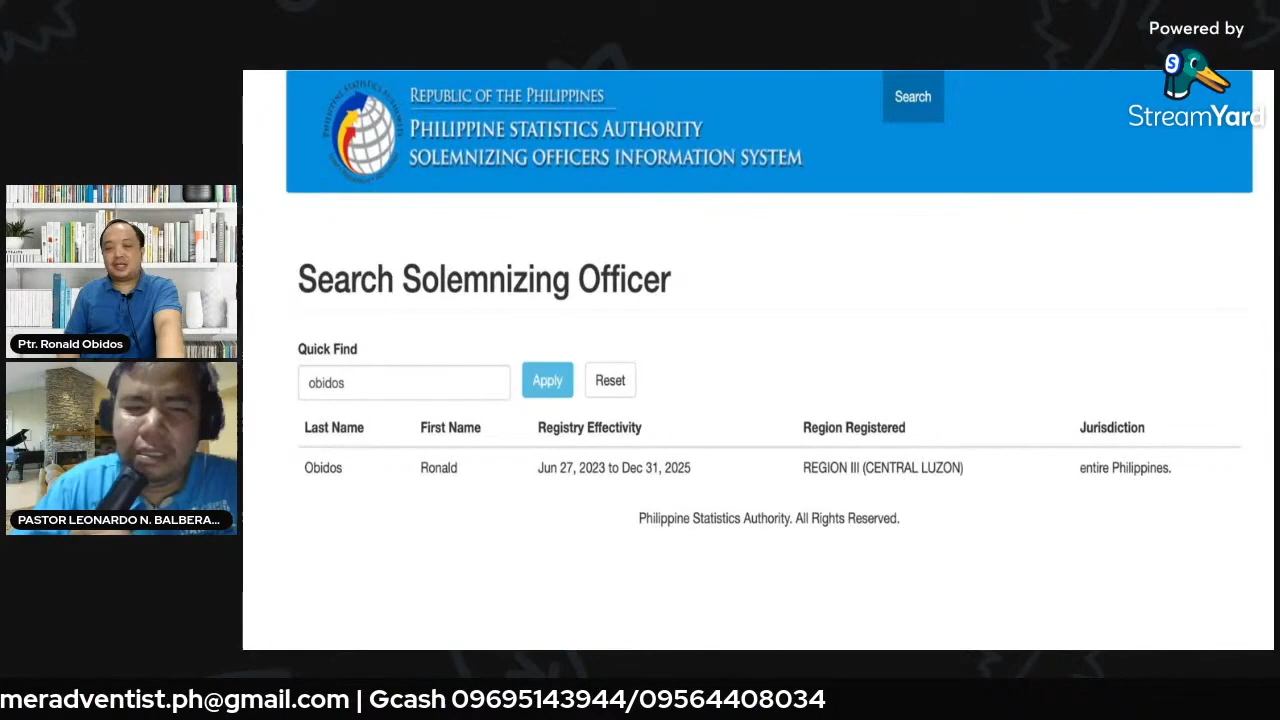 Powered by
StreamYard
REPUBLIC OF THE PHILIPPINES
PHILIPPINE STATISTICS AUTHORITY
SOLEMNIZING OFFICERS INFORMATION SYSTEM
Search
Search Solemnizing Officer
Quick Find
obidos
Apply
Reset
Last Name First Name Registry Effectivity Region Registered Jurisdiction
Obidos Ronald Jun 27, 2023 to Dec 31, 2025 REGION III (CENTRAL LUZON) entire Philippines.
Philippine Statistics Authority. All Rights Reserved.
Ptr. Ronald Obidos
PASTOR LEONARDO N. BALBERA...
meradventist.ph@gmail.com | Gcash 09695143944/09564408034